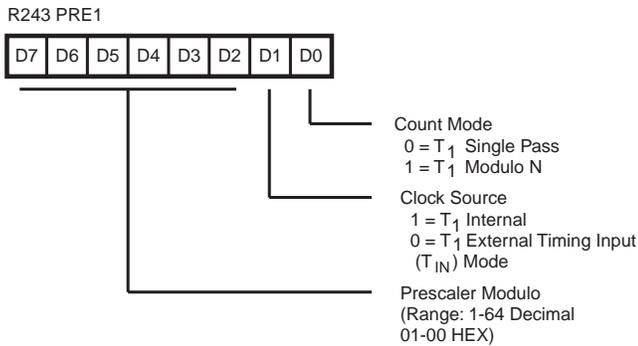 R243 PRE1
D7 D6 D5 D4 D3 D2 D1 D0
Count Mode
0 = T1 Single Pass
1 = T1 Modulo N
Clock Source
1 = T1 Internal
0 = T1 External Timing Input
(TIN) Mode
Prescaler Modulo
(Range: 1-64 Decimal
01-00 HEX)